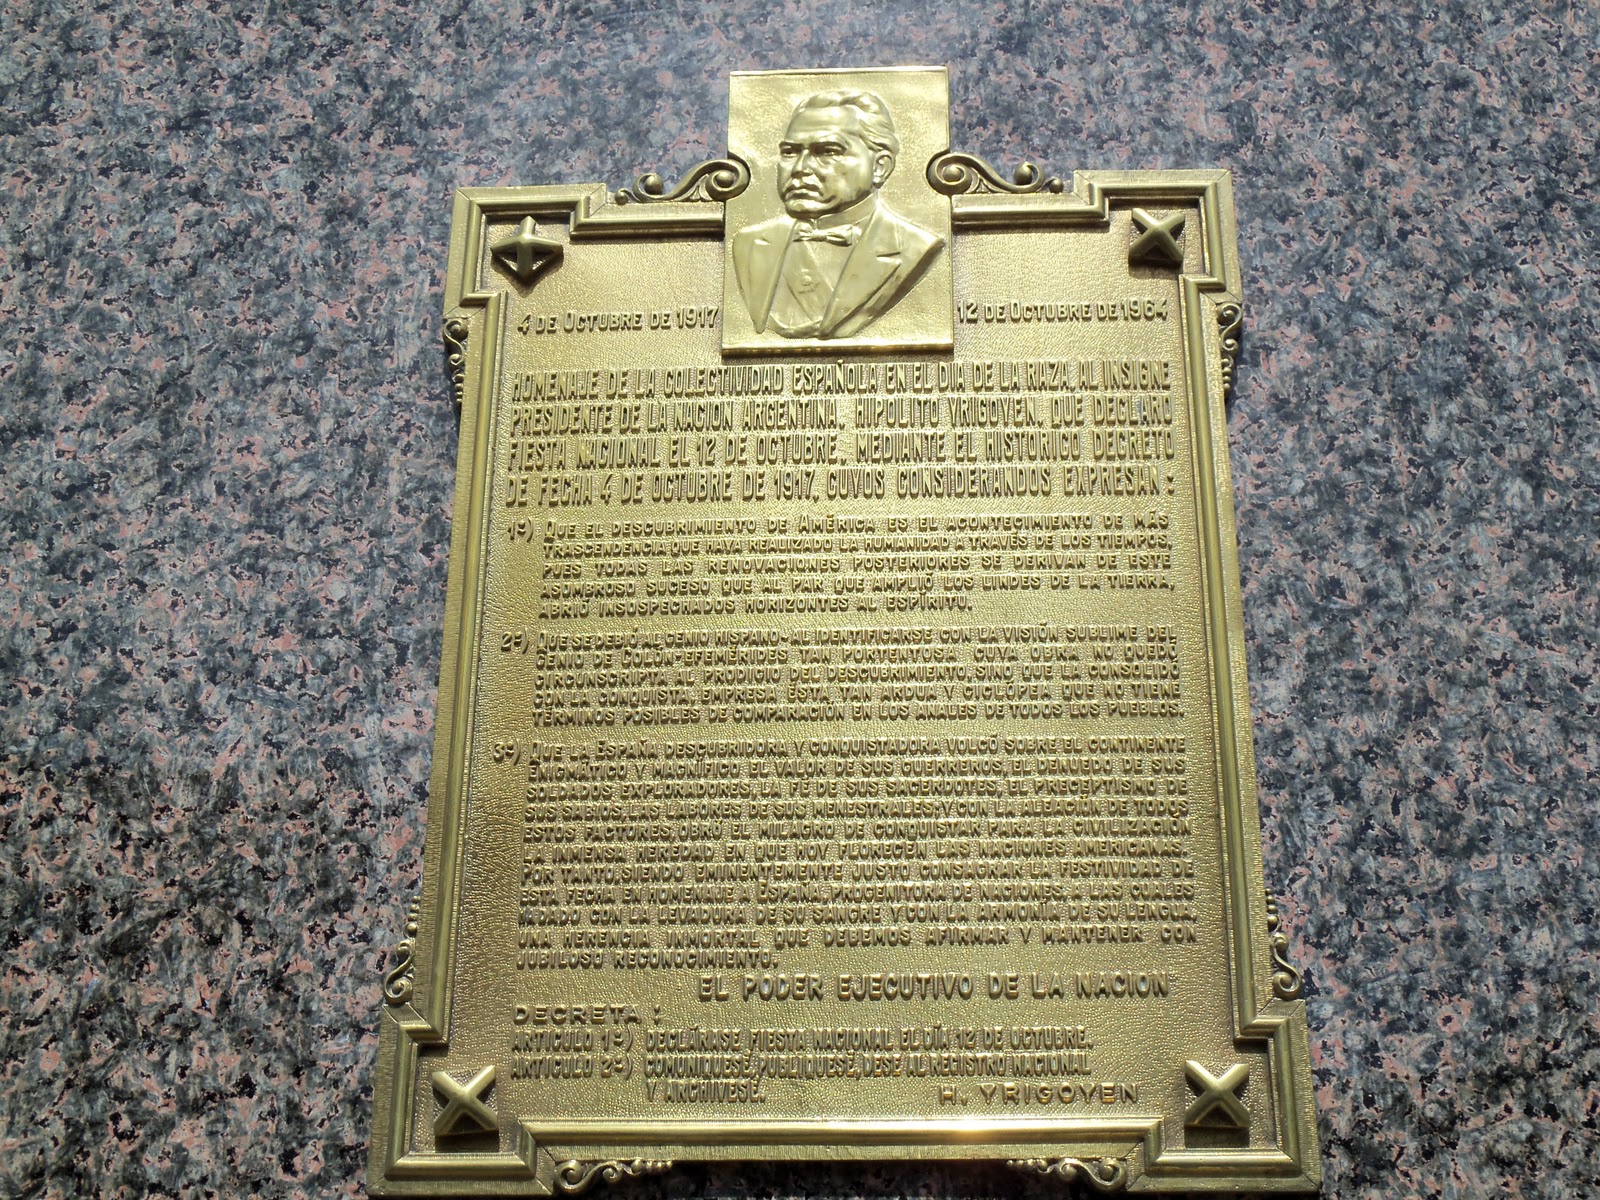 4 DE OCTUBRE DE 1917
12 DE OCTUBRE DE 1964
HOMENAJE DE LA COLECTIVIDAD ESPAÑOLA EN EL DIA DE LA RAZA AL INSIGNE
PRESIDENTE DE LA NACION ARGENTINA, HIPOLITO YRIGOYEN, QUE DECLARO
FIESTA NACIONAL EL 12 DE OCTUBRE, MEDIANTE EL HISTORICO DECRETO
DE FECHA 4 DE OCTUBRE DE 1917, CUYOS CONSIDERANDOS EXPRESAN:
1º) QUE EL DESCUBRIMIENTO DE AMÉRICA ES EL ACONTECIMIENTO DE MÁS
TRASCENDENCIA QUE HAYA REALIZADO LA HUMANIDAD A TRAVÉS DE LOS TIEMPOS,
PUES TODAS LAS RENOVACIONES POSTERIORES SE DERIVAN DE ESTE
ASOMBROSO SUCESO QUE AL PAR QUE AMPLIÓ LOS LINDES DE LA TIERRA,
ABRIÓ INSOSPECHADOS HORIZONTES AL ESPÍRITU.
2º) QUE SE DEBIÓ AL GENIO HISPANO-AL IDENTIFICARSE CON LA VISIÓN SUBLIME DEL
GENIO DE COLÓN-EFEMÉRIDES TAN PORTENTOSA CUYA OBRA NO QUEDÓ
CIRCUNSCRIPTA AL PRODIGIO DEL DESCUBRIMIENTO, SINO QUE LA CONSOLIDÓ
CON LA CONQUISTA, EMPRESA ÉSTA TAN ARDUA Y CICLÓPEA QUE NO TIENE
TÉRMINOS POSIBLES DE COMPARACIÓN EN LOS ANALES DE TODOS LOS PUEBLOS.
3º) QUE LA ESPAÑA DESCUBRIDORA Y CONQUISTADORA VOLCÓ SOBRE EL CONTINENTE
ENIGMÁTICO Y MAGNÍFICO EL VALOR DE SUS GUERREROS, EL DENUEDO DE SUS
SOLDADOS EXPLORADORES, LA FE DE SUS SACERDOTES, EL PRECEPTISMO DE
SUS SABIOS, LAS LABORES DE SUS MENESTRALES, Y CON LA ALEACIÓN DE TODOS
ESTOS FACTORES, OBRÓ EL MILAGRO DE CONQUISTAR PARA LA CIVILIZACIÓN
LA INMENSA HEREDAD EN QUE HOY FLORECEN LAS NACIONES AMERICANAS.
POR TANTO, SIENDO EMINENTEMENTE JUSTO CONSAGRAR LA FESTIVIDAD DE
ESTA FECHA EN HOMENAJE A ESPAÑA, PROGENITORA DE NACIONES, A LAS CUALES
HA DADO CON LA LEVADURA DE SU SANGRE Y CON LA ARMONÍA DE SU LENGUA,
UNA HERENCIA INMORTAL QUE DEBEMOS AFIRMAR Y MANTENER CON
JUBILOSO RECONOCIMIENTO,
EL PODER EJECUTIVO DE LA NACION
DECRETA:
ARTICULO 1º) DECLÁRASE FIESTA NACIONAL EL DÍA 12 DE OCTUBRE.
ARTICULO 2º) COMUNIQUESE, PUBLIQUESE, DESE AL REGISTRO NACIONAL
Y ARCHIVESE.
H. YRIGOYEN